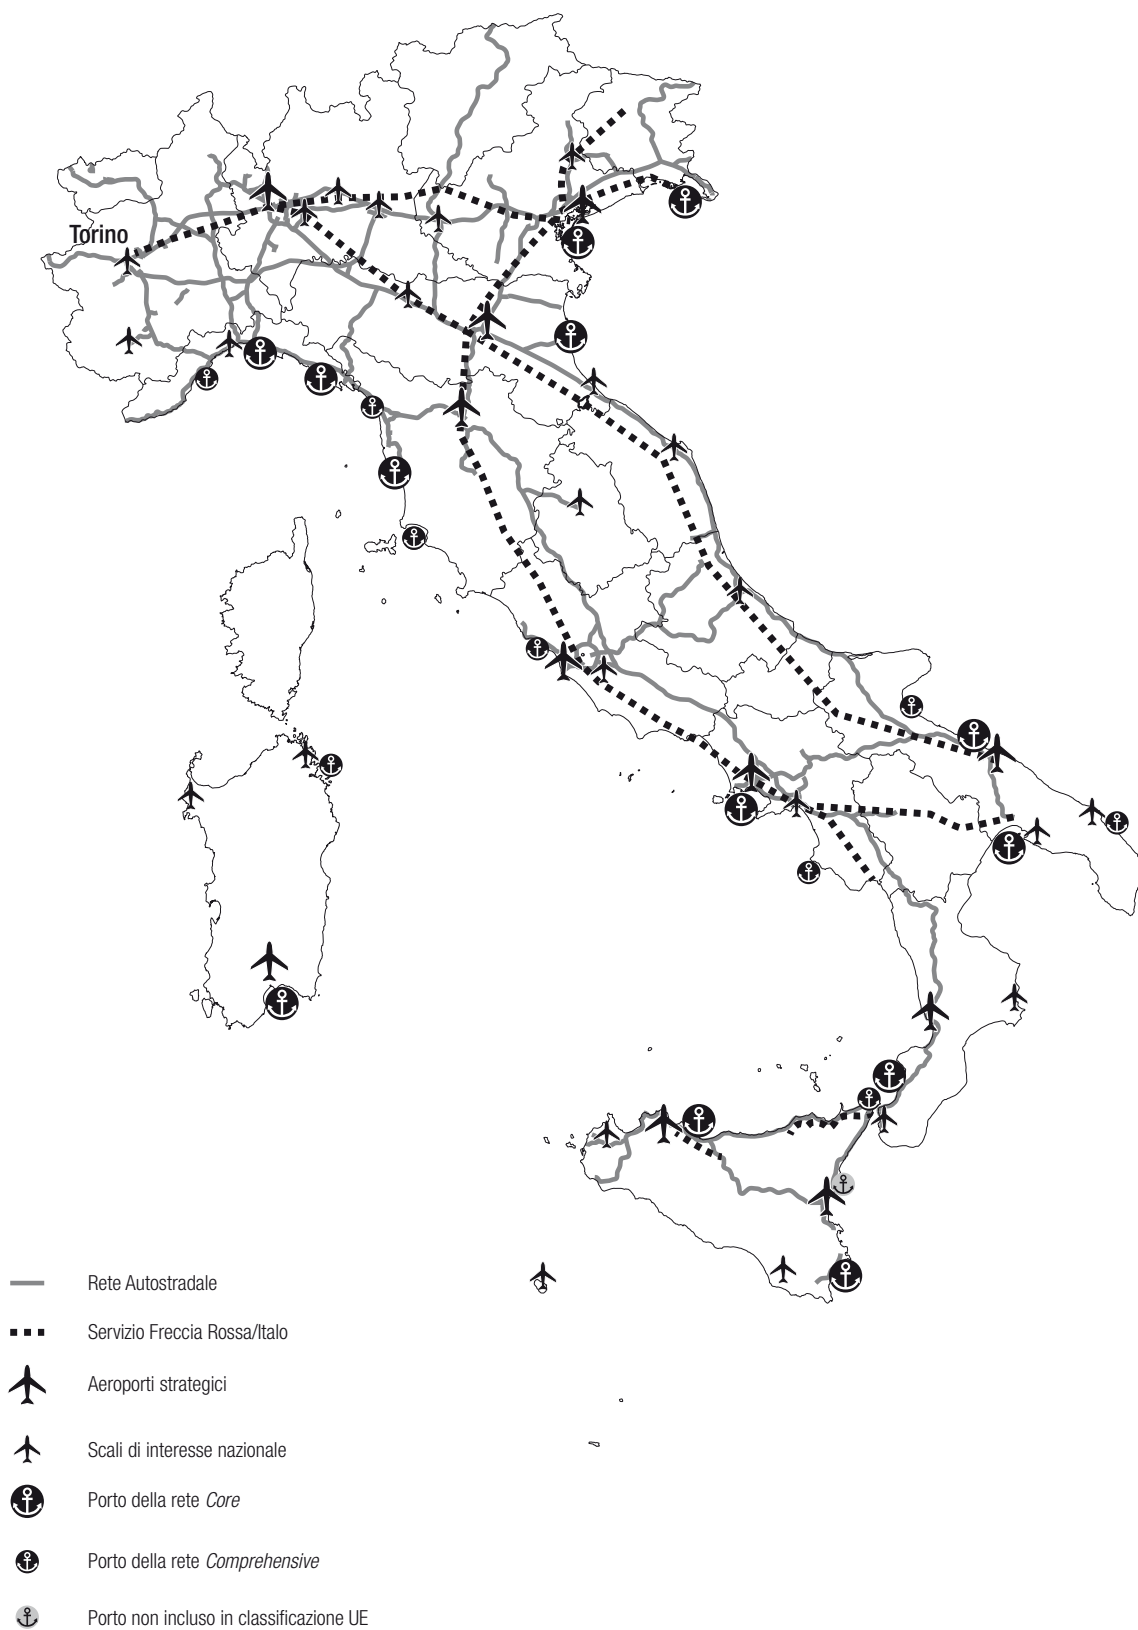 Torino
Rete Autostradale
Servizio Freccia Rossa/Italo
Aeroporti strategici
Scali di interesse nazionale
Porto della rete Core
Porto della rete Comprehensive
Porto non incluso in classificazione UE